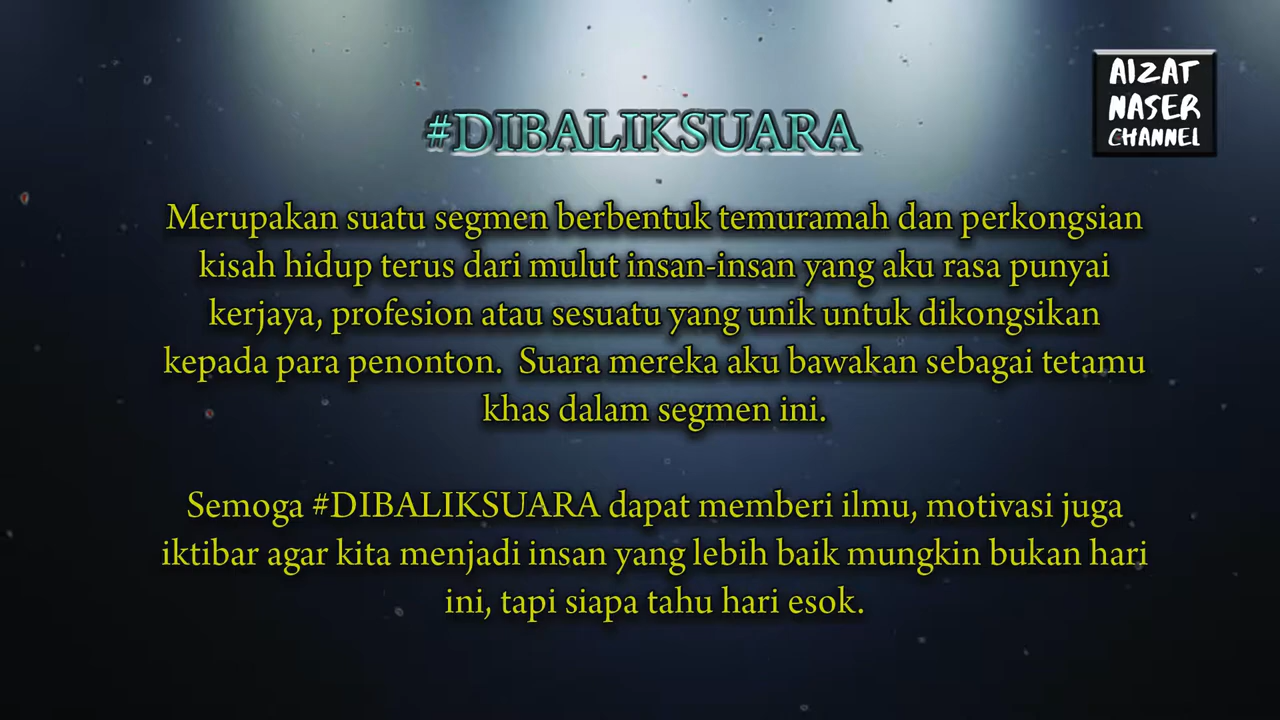 #DIBALIKSUARA
AIZAT
NASER
CHANNEL
Merupakan suatu segmen berbentuk temuramah dan perkongsian
kisah hidup terus dari mulut insan-insan yang aku rasa punyai
kerjaya, profesion atau sesuatu yang unik untuk dikongsikan
kepada para penonton.  Suara mereka aku bawakan sebagai tetamu
khas dalam segmen ini.
Semoga #DIBALIKSUARA dapat memberi ilmu, motivasi juga
iktibar agar kita menjadi insan yang lebih baik mungkin bukan hari
ini, tapi siapa tahu hari esok.